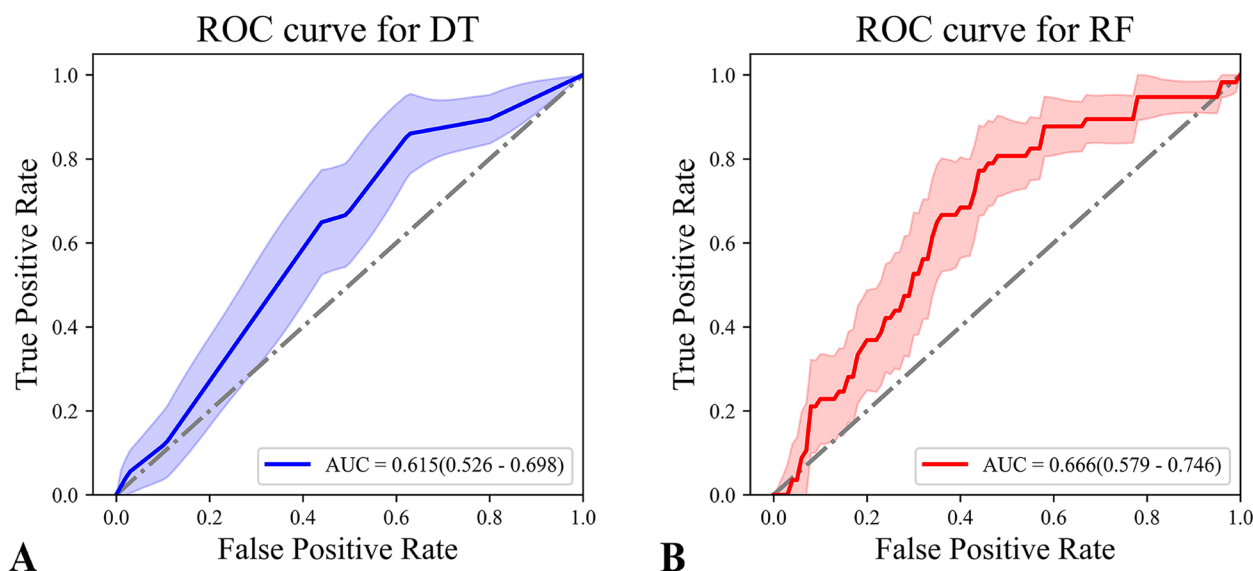 ROC curve for DT
1.0
0.8
0.6
0.4
0.2
0.0
True Positive Rate
AUC = 0.615(0.526 - 0.698)
0.0 0.2 0.4 0.6 0.8 1.0
False Positive Rate
A
ROC curve for RF
1.0
0.8
0.6
0.4
0.2
0.0
True Positive Rate
AUC = 0.666(0.579 - 0.746)
0.0 0.2 0.4 0.6 0.8 1.0
False Positive Rate
B